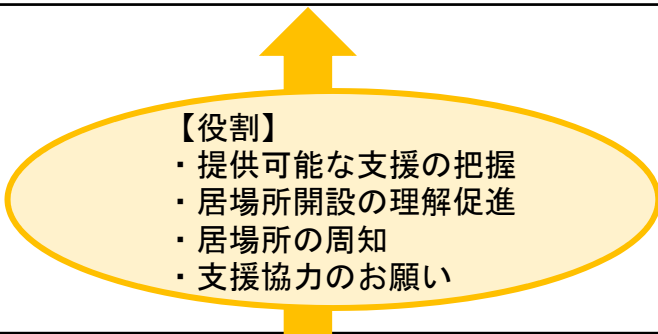 【役割】
・提供可能な支援の把握
・居場所開設の理解促進
・居場所の周知
・支援協力のお願い